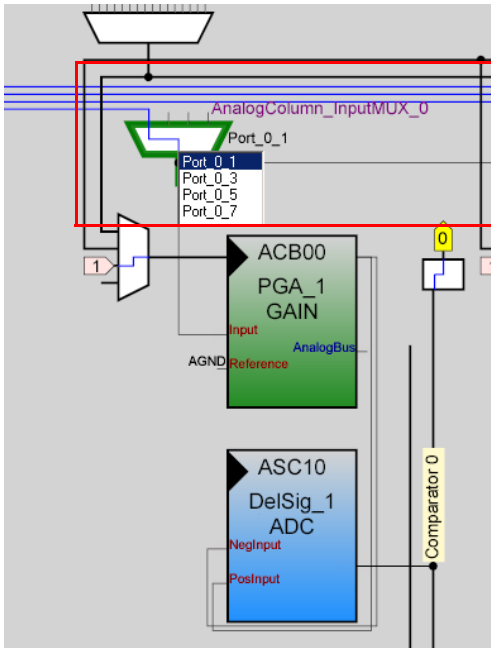 AnalogColumn_InputMUX_0
Port_0_1
Port_0_1
Port_0_3
Port_0_5
Port_0_7
0
1
ACB00
PGA_1
GAIN
Input
AnalogBus
AGND
Reference
ASC10
DelSig_1
ADC
Comparator 0
NegInput
PosInput